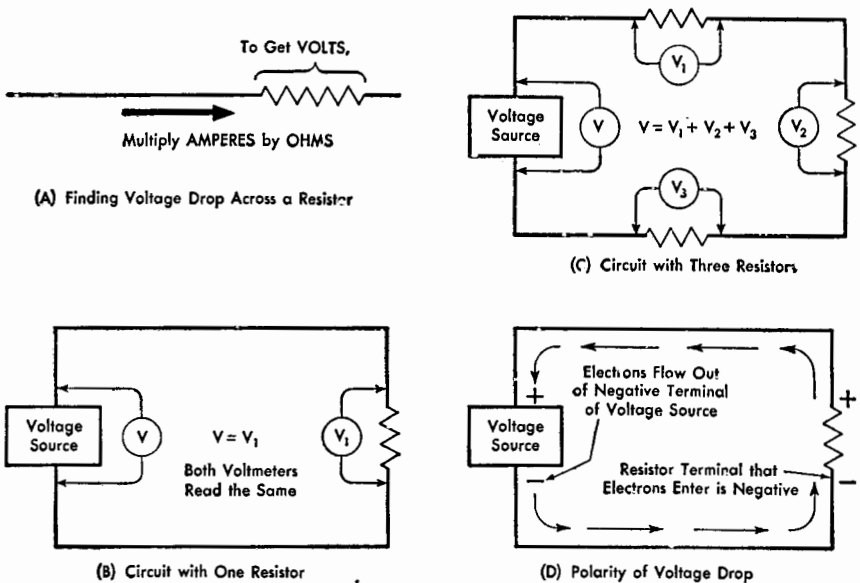 To Get VOLTS,
Multiply AMPERES by OHMS
(A) Finding Voltage Drop Across a Resistor
V₁
Voltage
Saurce
V
V = V₁ + V₂ + V₃
V₂
V₃
(C) Circuit with Three Resistors
Voltage
Source
V
V = V₁
Both Voltmeters
Read the Same
V₁
(B) Circuit with One Resistor
Electrons Flow Out
of Negative Terminal
of Voltage Source
+
+
Voltage
Source
Resistor Terminal that
Electrons Enter is Negative
−
−
(D) Polarity of Voltage Drop